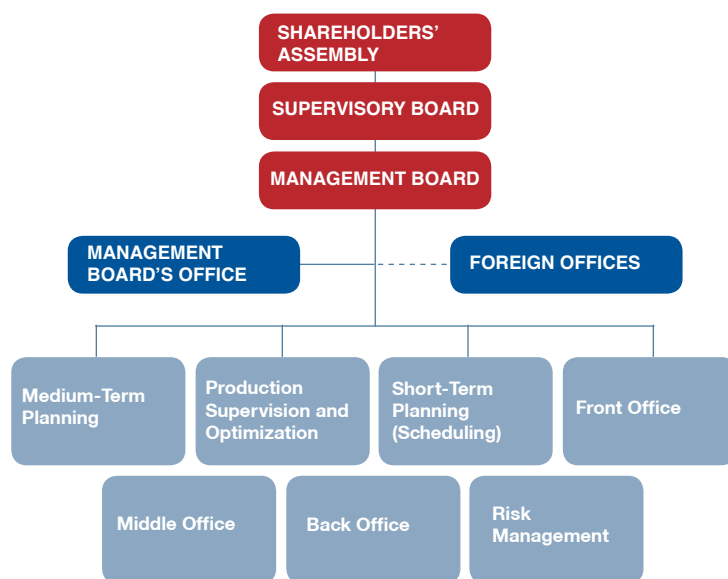 SHAREHOLDERS'
ASSEMBLY
SUPERVISORY BOARD
MANAGEMENT BOARD
MANAGEMENT
BOARD’S OFFICE
FOREIGN OFFICES
Medium-Term
Planning
Production
Supervision and
Optimization
Short-Term
Planning
(Scheduling)
Front Office
Middle Office
Back Office
Risk
Management